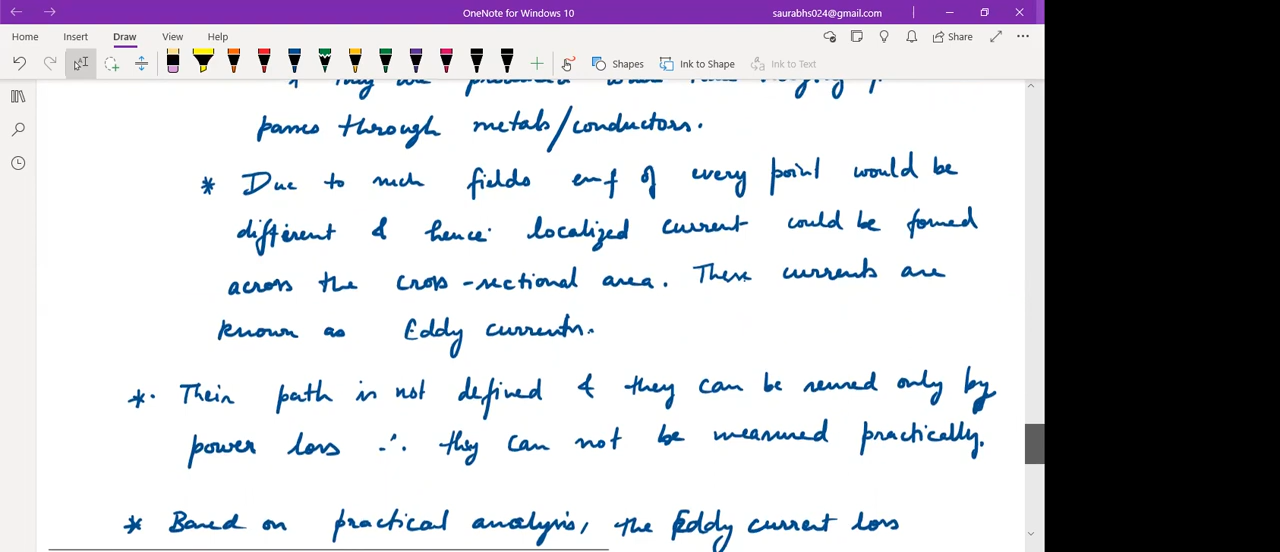 OneNote for Windows 10
saurabhs024@gmail.com
Home Insert Draw View Help
Share
Shapes Ink to Shape Ink to Text
* They are produced when
passes through metals/conductors.
* Due to such fields emf of every point would be
different & hence localized current could be formed
across the cross-sectional area. These currents are
known as Eddy currents.
* Their path is not defined & they can be sensed only by
power loss ∴ they can not be measured practically.
* Based on practical analysis, the Eddy current loss